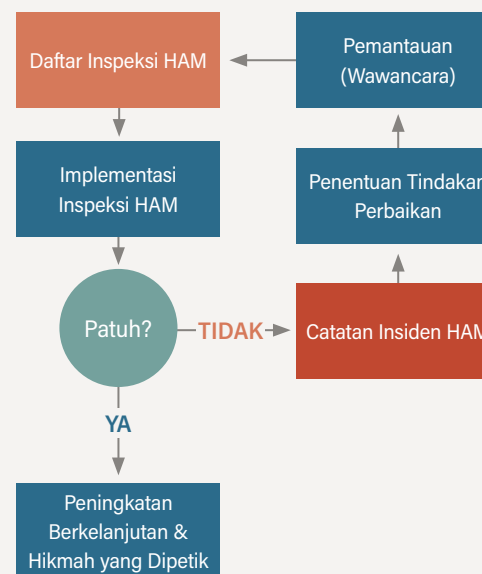 Daftar Inspeksi HAM
Pemantauan
(Wawancara)
Implementasi
Inspeksi HAM
Penentuan Tindakan
Perbaikan
Patuh?
TIDAK
Catatan Insiden HAM
YA
Peningkatan
Berkelanjutan &
Hikmah yang Dipetik